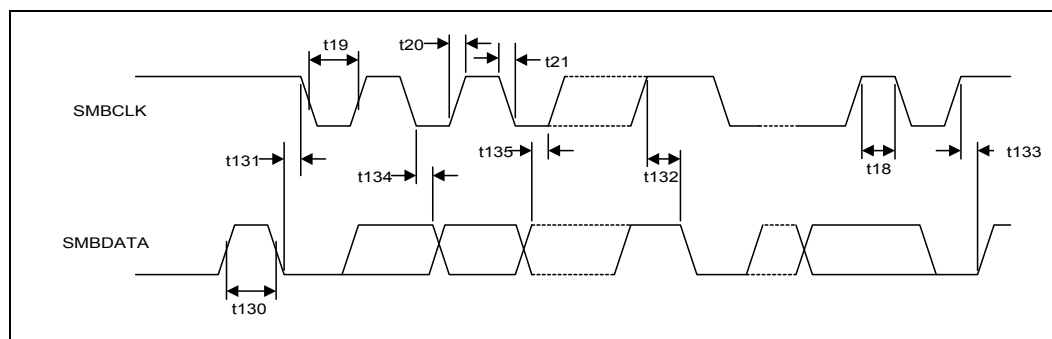 t19
t20
t21
SMBCLK
t131
t135
t133
t134
t132
t18
SMBDATA
t130